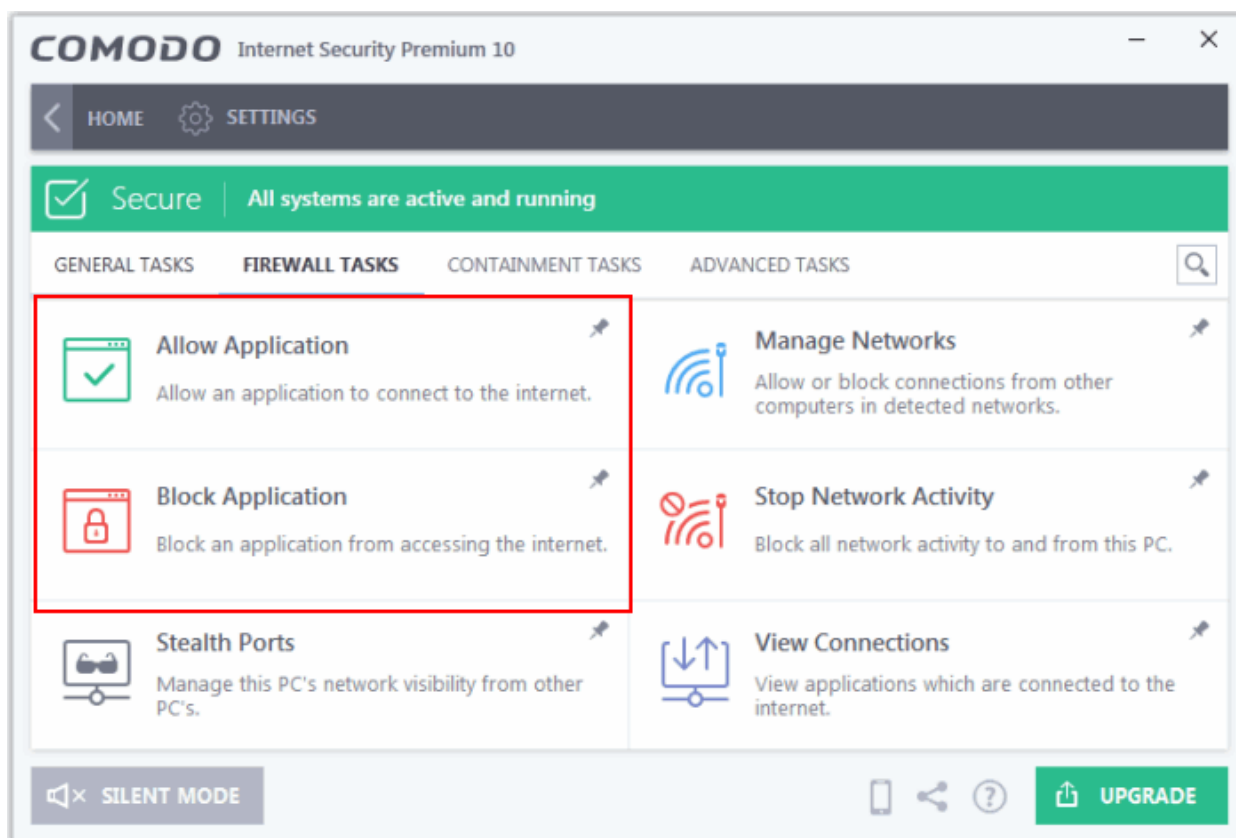 COMODO Internet Security Premium 10
HOME SETTINGS
Secure All systems are active and running
GENERAL TASKS FIREWALL TASKS CONTAINMENT TASKS ADVANCED TASKS
Allow Application
Allow an application to connect to the internet.
Manage Networks
Allow or block connections from other
computers in detected networks.
Block Application
Block an application from accessing the internet.
Stop Network Activity
Block all network activity to and from this PC.
Stealth Ports
Manage this PC's network visibility from other
PC's.
View Connections
View applications which are connected to the
internet.
SILENT MODE
? UPGRADE